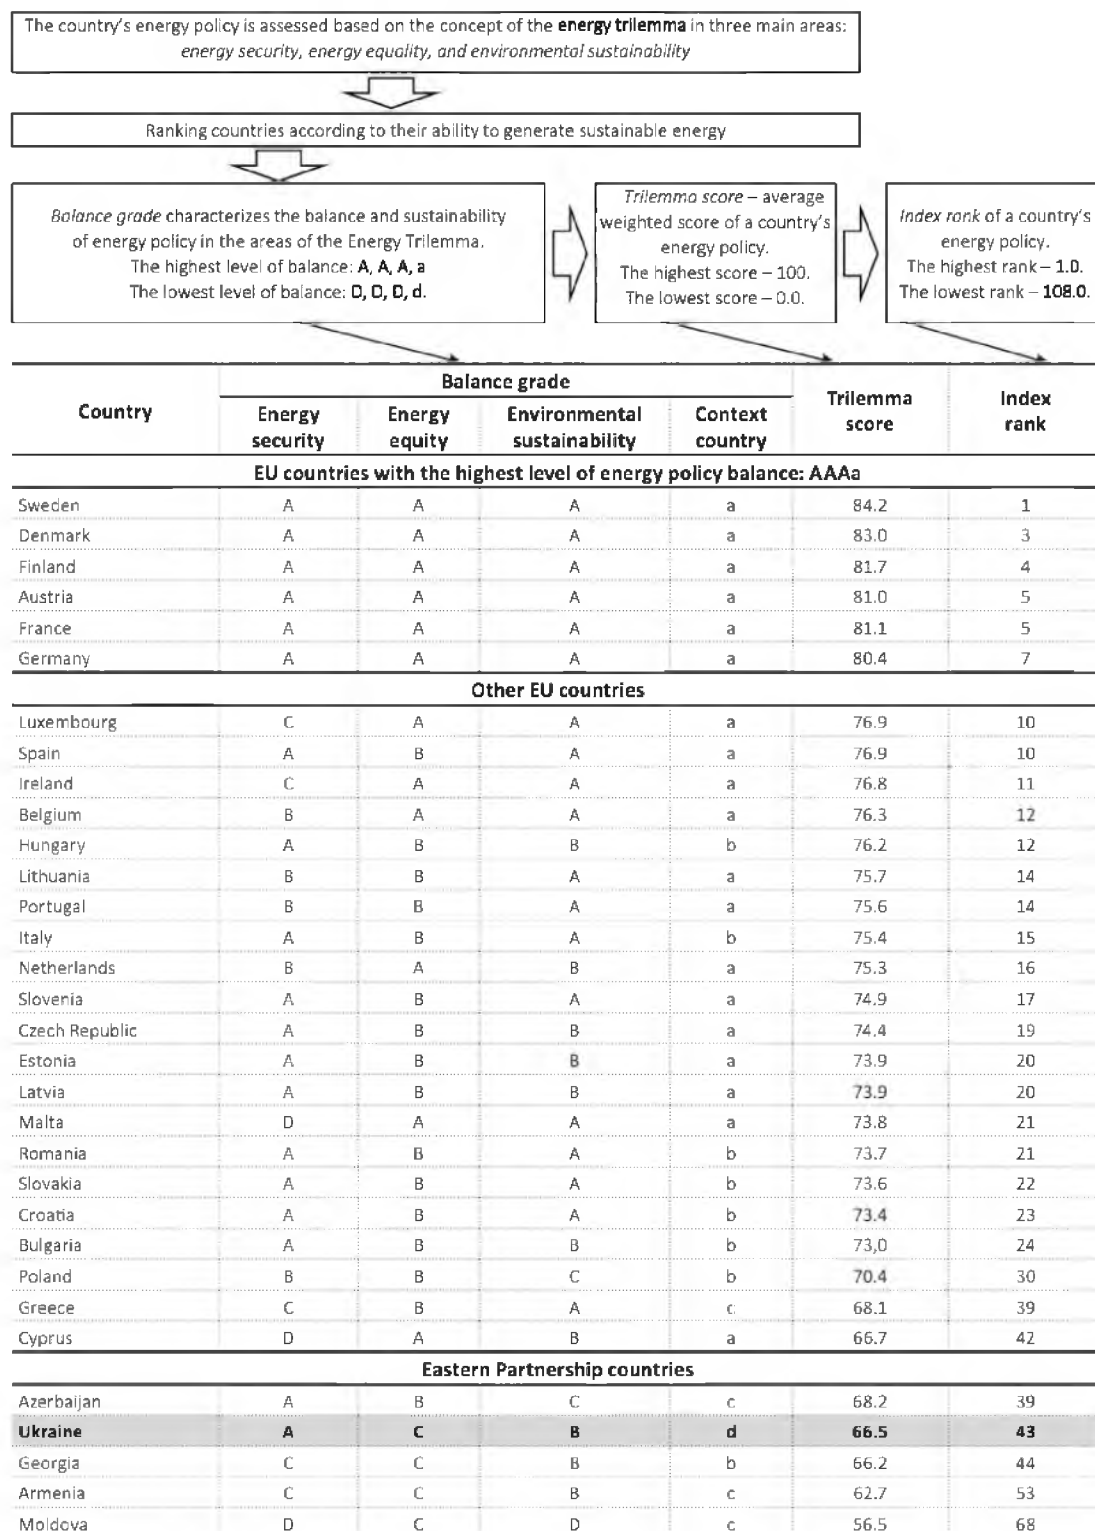 The country's energy policy is assessed based on the concept of the energy trilemma in three main areas:
energy security, energy equality, and environmental sustainability
Ranking countries according to their ability to generate sustainable energy
Balance grade characterizes the balance and sustainability
of energy policy in the areas of the Energy Trilemma.
The highest level of balance: A, A, A, a
The lowest level of balance: D, D, D, d.
Trilemma score – average
weighted score of a country's
energy policy.
The highest score – 100.
The lowest score – 0.0.
Index rank of a country's
energy policy.
The highest rank – 1.0.
The lowest rank – 108.0.
Country Balance grade Trilemma score Index rank
Energy security Energy equity Environmental sustainability Context country
EU countries with the highest level of energy policy balance: AAAa
Sweden A A A a 84.2 1
Denmark A A A a 83.0 3
Finland A A A a 81.7 4
Austria A A A a 81.0 5
France A A A a 81.1 5
Germany A A A a 80.4 7
Other EU countries
Luxembourg C A A a 76.9 10
Spain A B A a 76.9 10
Ireland C A A a 76.8 11
Belgium B A A a 76.3 12
Hungary A B B b 76.2 12
Lithuania B B A a 75.7 14
Portugal B B A a 75.6 14
Italy A B A b 75.4 15
Netherlands B A B a 75.3 16
Slovenia A B A a 74.9 17
Czech Republic A B B a 74.4 19
Estonia A B B a 73.9 20
Latvia A B B a 73.9 20
Malta D A A a 73.8 21
Romania A B A b 73.7 21
Slovakia A B A b 73.6 22
Croatia A B A b 73.4 23
Bulgaria A B B b 73,0 24
Poland B B C b 70.4 30
Greece C B A c 68.1 39
Cyprus D A B a 66.7 42
Eastern Partnership countries
Azerbaijan A B C c 68.2 39
Ukraine A C B d 66.5 43
Georgia C C B b 66.2 44
Armenia C C B c 62.7 53
Moldova D C D c 56.5 68